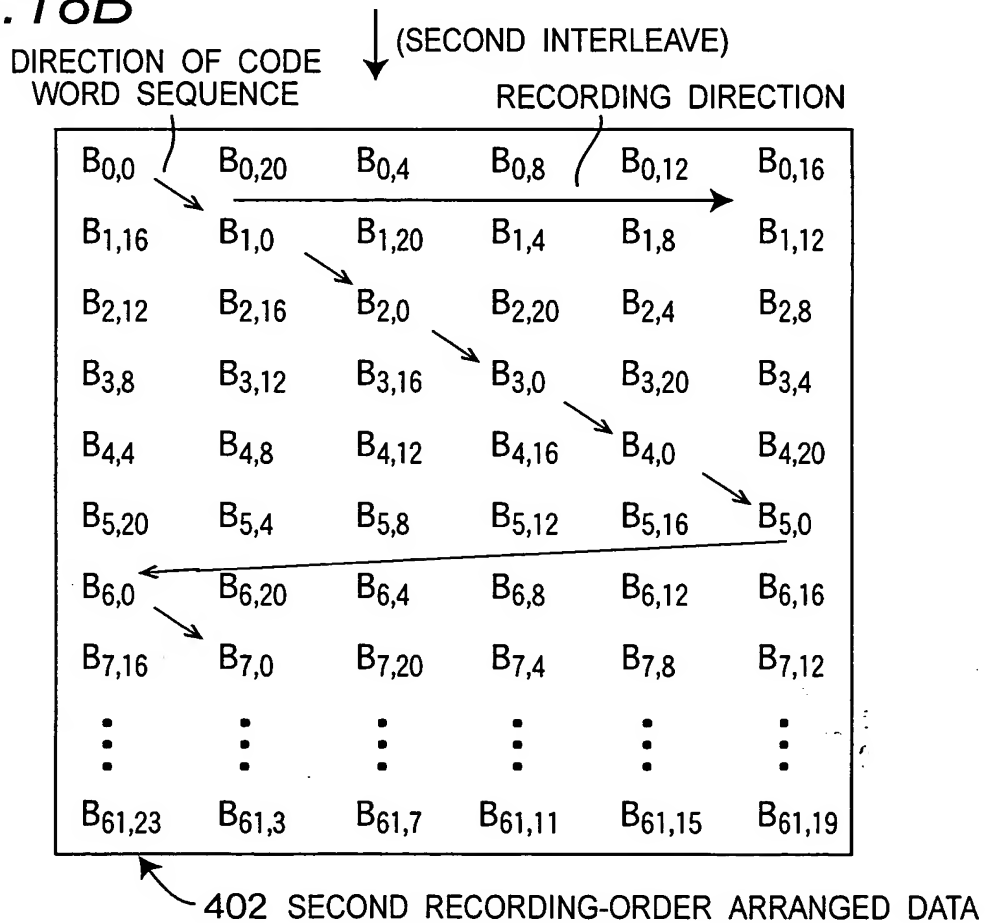 . 18B
(SECOND INTERLEAVE)
DIRECTION OF CODE
WORD SEQUENCE
RECORDING DIRECTION
B0,0 B0,20 B0,4 B0,8 B0,12 B0,16
B1,16 B1,0 B1,20 B1,4 B1,8 B1,12
B2,12 B2,16 B2,0 B2,20 B2,4 B2,8
B3,8 B3,12 B3,16 B3,0 B3,20 B3,4
B4,4 B4,8 B4,12 B4,16 B4,0 B4,20
B5,20 B5,4 B5,8 B5,12 B5,16 B5,0
B6,0 B6,20 B6,4 B6,8 B6,12 B6,16
B7,16 B7,0 B7,20 B7,4 B7,8 B7,12
B61,23 B61,3 B61,7 B61,11 B61,15 B61,19
402 SECOND RECORDING-ORDER ARRANGED DATA